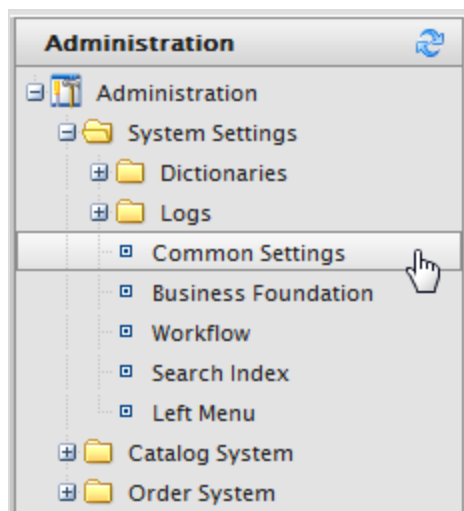 Administration
Administration
System Settings
Dictionaries
Logs
Common Settings
Business Foundation
Workflow
Search Index
Left Menu
Catalog System
Order System